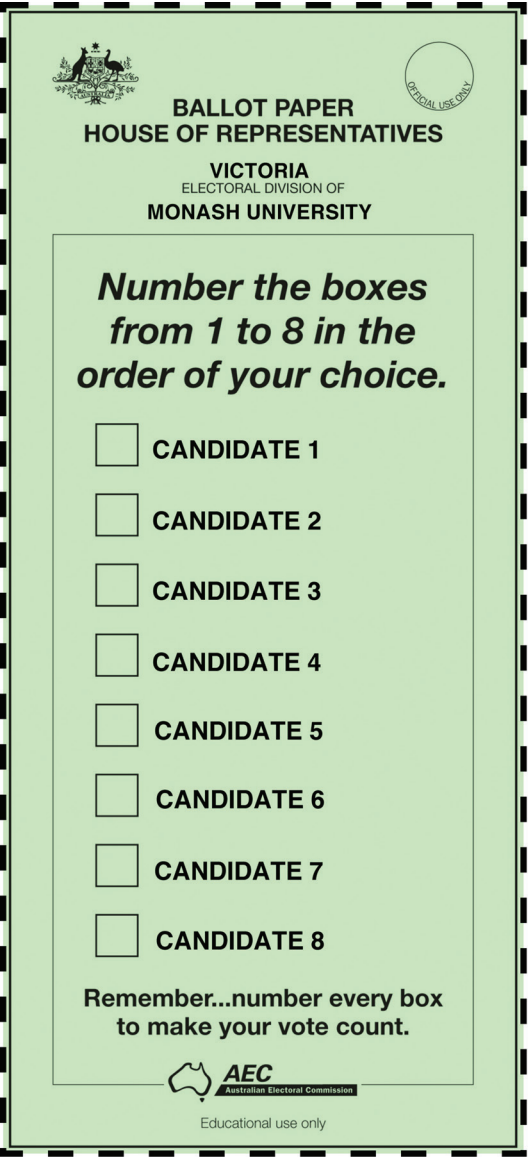 OFFICIAL USE ONLY
BALLOT PAPER
HOUSE OF REPRESENTATIVES
VICTORIA
ELECTORAL DIVISION OF
MONASH UNIVERSITY
Number the boxes
from 1 to 8 in the
order of your choice.
CANDIDATE 1
CANDIDATE 2
CANDIDATE 3
CANDIDATE 4
CANDIDATE 5
CANDIDATE 6
CANDIDATE 7
CANDIDATE 8
Remember...number every box
to make your vote count.
AEC
Australian Electoral Commission
Educational use only